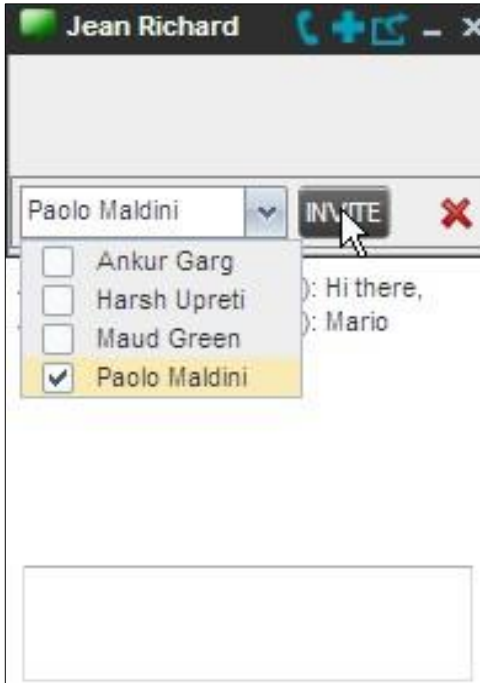 Jean Richard
Paolo Maldini
INVITE
Ankur Garg
Harsh Upreti
Maud Green
Paolo Maldini
): Hi there,
): Mario